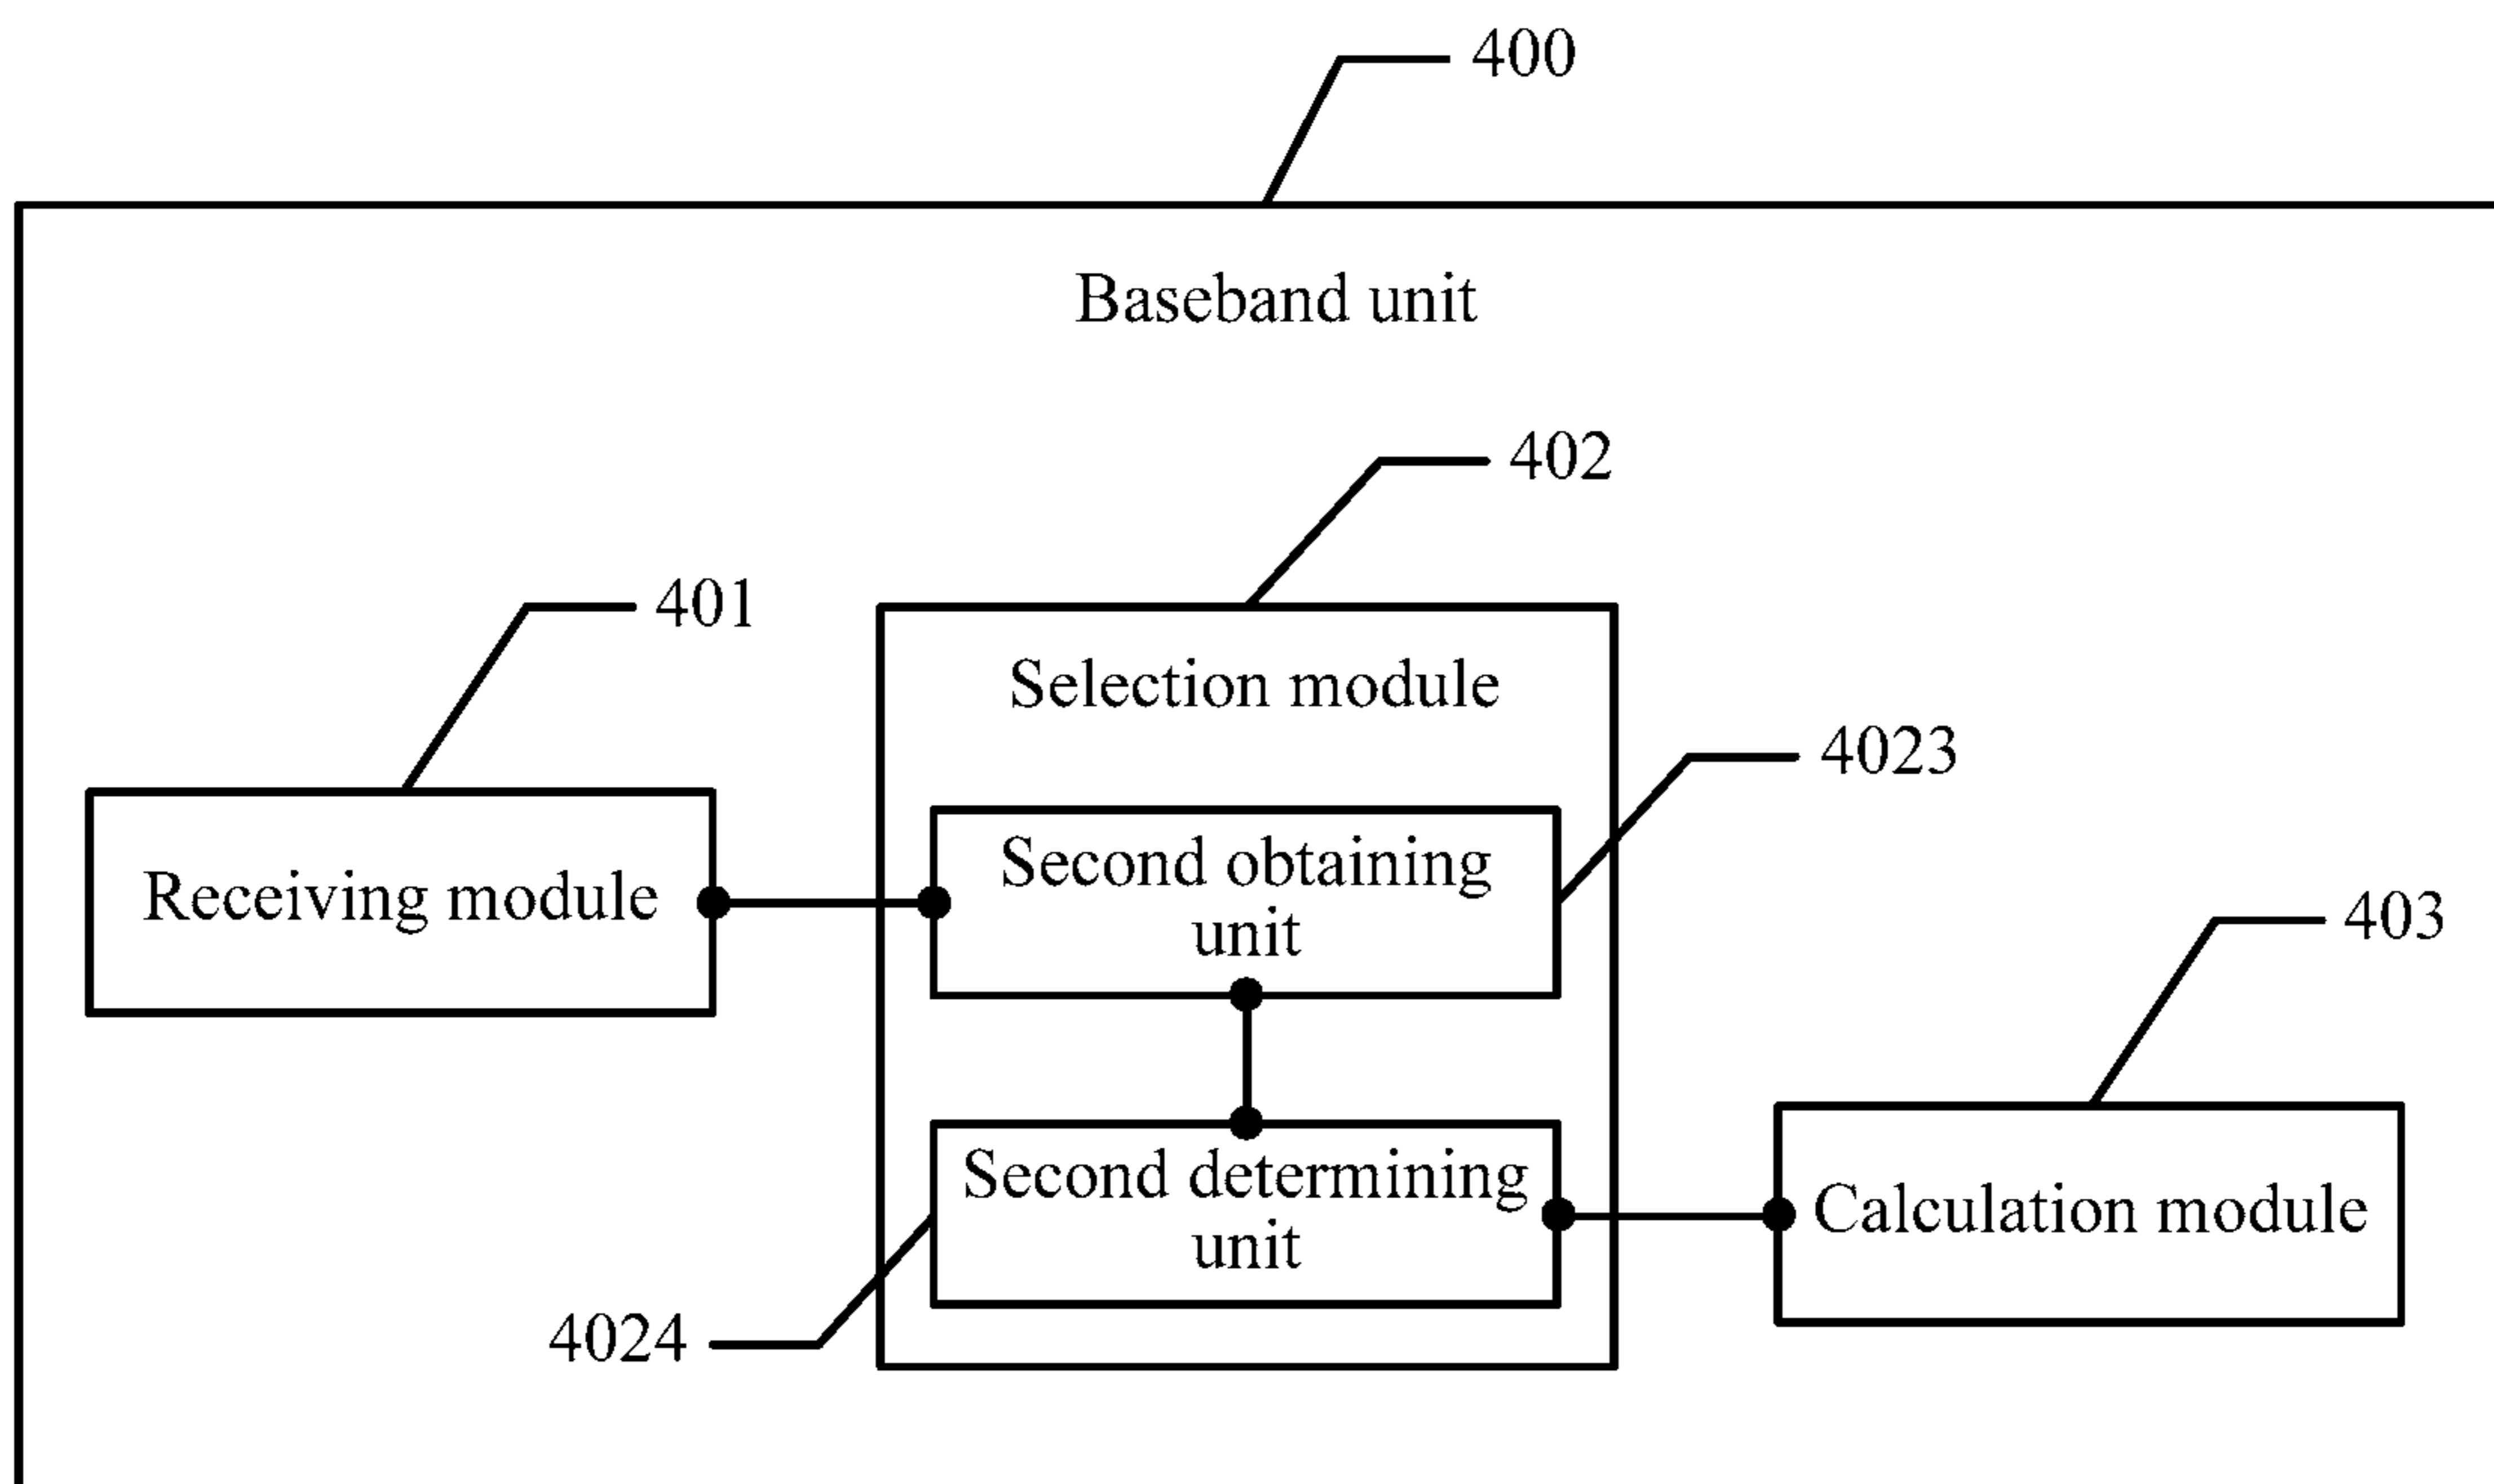 400
Baseband unit
402
401
Selection module
4023
Second obtaining
unit
Receiving module
403
Second determining
unit
Calculation module
4024